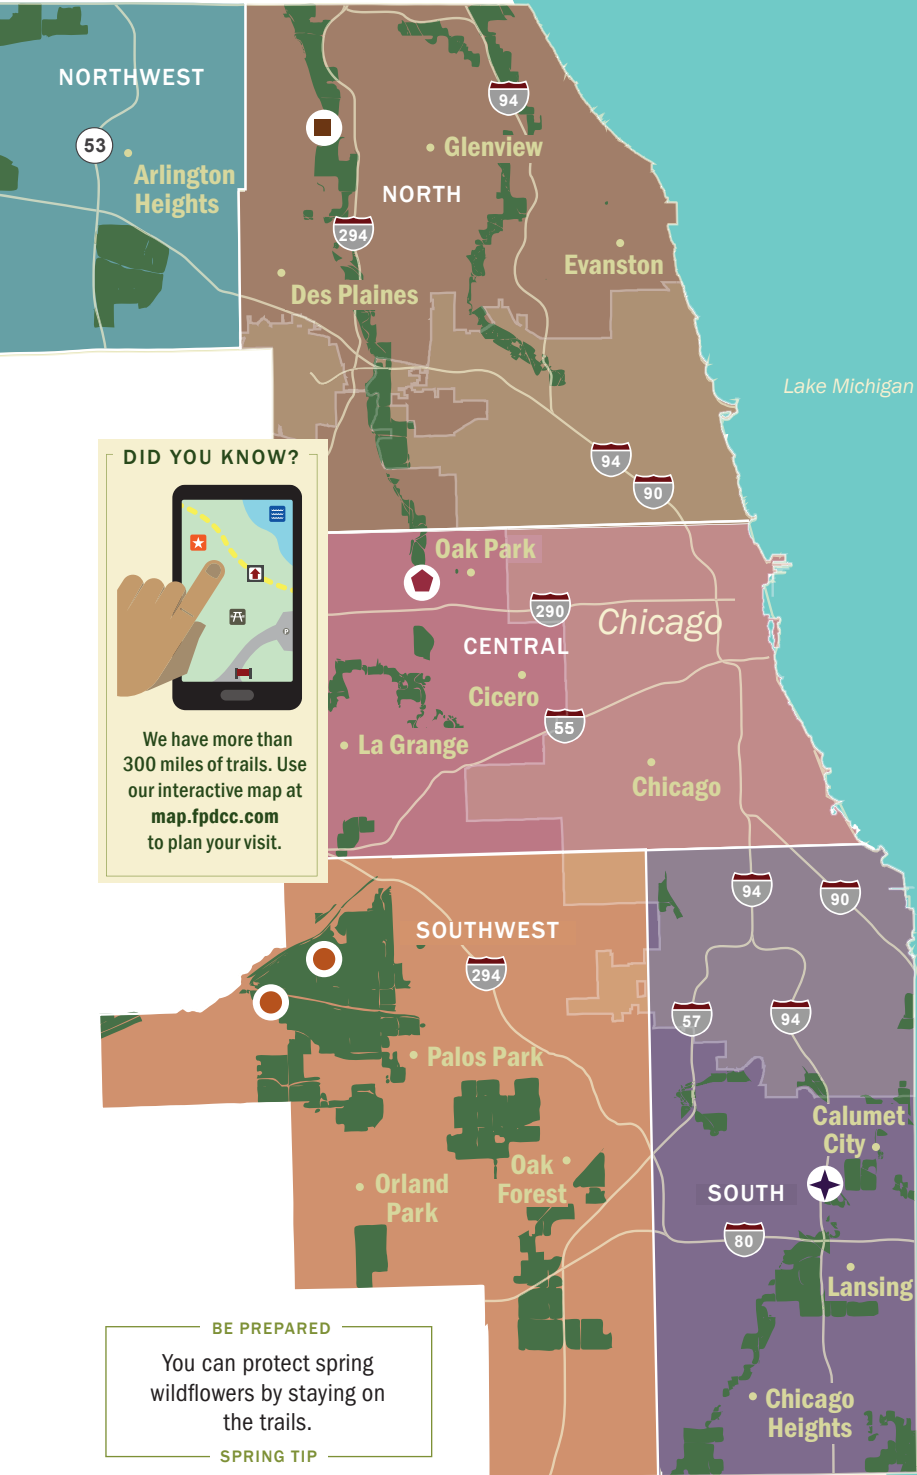 NORTHWEST
94
53
Glenview
Arlington
Heights
NORTH
294
Evanston
Des Plaines
Lake Michigan
94
90
DID YOU KNOW?
P
We have more than
300 miles of trails. Use
our interactive map at
map.fpdcc.com
to plan your visit.
Oak Park
290
Chicago
CENTRAL
Cicero
55
La Grange
Chicago
94
90
SOUTHWEST
294
57
94
Palos Park
Calumet
City
Oak
Forest
Orland
Park
SOUTH
80
Lansing
Chicago
Heights
BE PREPARED
You can protect spring
wildflowers by staying on
the trails.
SPRING TIP